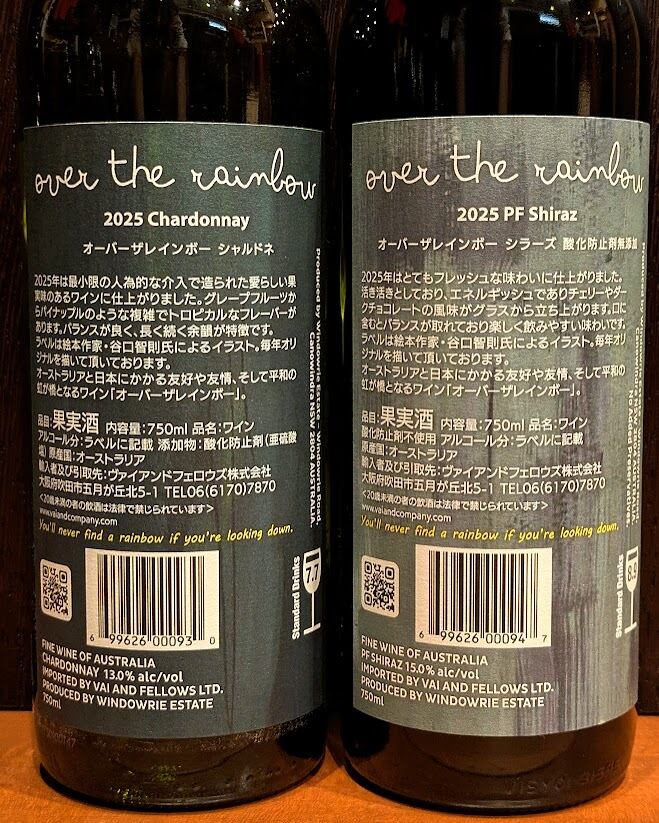 over the rainbow
2025 Chardonnay
オーバーザレインボー シャルドネ
2025年は最小限の人為的な介入で造られた愛らしい果
実味のあるワインに仕上がりました。グレープフルーツか
らパイナップルのような複雑でトロピカルなフレーバーが
あります。バランスが良く、長く続く余韻が特徴です。
ラベルは絵本作家・谷口智則氏によるイラスト。毎年オリ
ジナルを描いて頂いております。
オーストラリアと日本にかかる友好や友情、そして平和の
虹が橋となるワイン「オーバーザレインボー」。
品目:果実酒 内容量:750ml 品名:ワイン
アルコール分:ラベルに記載 添加物:酸化防止剤(亜硫酸
塩) 原産国:オーストラリア
輸入者及び引取先:ヴァイアンドフェロウズ株式会社
大阪府吹田市五月が丘北5-1 TEL06(6170)7870
<20歳未満の者の飲酒は法律で禁じられています>
www.vaiandcompany.com
You'll never find a rainbow if you're looking down.
6 99626 00093 0
FINE WINE OF AUSTRALIA
CHARDONNAY 13.0% alc/vol
IMPORTED BY VAI AND FELLOWS LTD.
PRODUCED BY WINDOWRIE ESTATE
750ml
Produced by Windowrie Estate, Windowrie Road,
Canowindra NSW 2804 AUSTRALIA.
7.7
Standard Drinks
over the rainbow
2025 PF Shiraz
オーバーザレインボー シラーズ 酸化防止剤無添加
2025年はとてもフレッシュな味わいに仕上がりました。
活き活きとしており、エネルギッシュでありチェリーやダー
クチョコレートの風味がグラスから立ち上がります。口に
含むとバランスが取れており楽しく飲みやすい味わいです。
ラベルは絵本作家・谷口智則氏によるイラスト。毎年オリ
ジナルを描いて頂いております。
オーストラリアと日本にかかる友好や友情、そして平和の
虹が橋となるワイン「オーバーザレインボー」。
品目:果実酒 内容量:750ml 品名:ワイン
酸化防止剤不使用 アルコール分:ラベルに記載
原産国:オーストラリア
輸入者及び引取先:ヴァイアンドフェロウズ株式会社
大阪府吹田市五月が丘北5-1 TEL06(6170)7870
<20歳未満の者の飲酒は法律で禁じられています>
www.vaiandcompany.com
You'll never find a rainbow if you're looking down.
6 99626 00094 7
FINE WINE OF AUSTRALIA
PF SHIRAZ 15.0% alc/vol
IMPORTED BY VAI AND FELLOWS LTD.
PRODUCED BY WINDOWRIE ESTATE
750ml
No Added Preservatives.
Standard Drinks